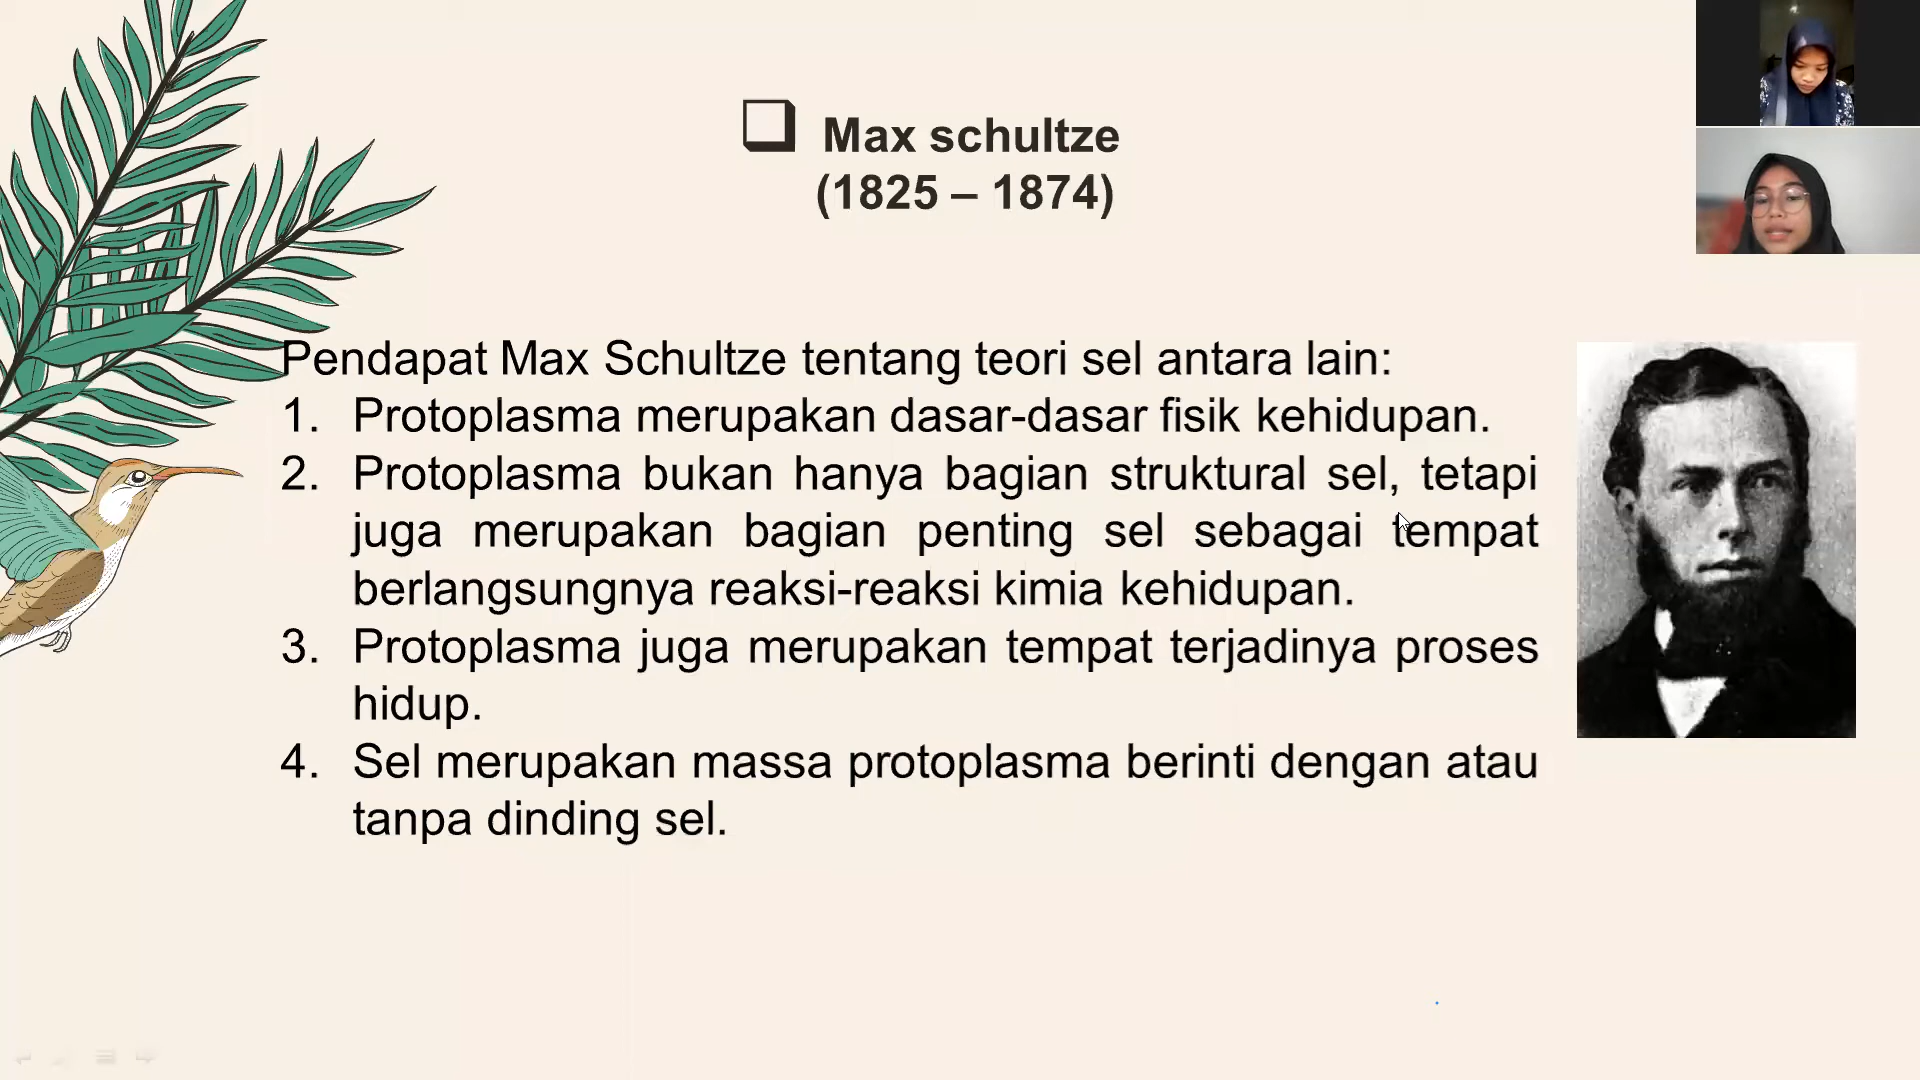 Max schultze
(1825 – 1874)
Pendapat Max Schultze tentang teori sel antara lain:
1. Protoplasma merupakan dasar-dasar fisik kehidupan.
2. Protoplasma bukan hanya bagian struktural sel, tetapi
juga merupakan bagian penting sel sebagai tempat
berlangsungnya reaksi-reaksi kimia kehidupan.
3. Protoplasma juga merupakan tempat terjadinya proses
hidup.
4. Sel merupakan massa protoplasma berinti dengan atau
tanpa dinding sel.